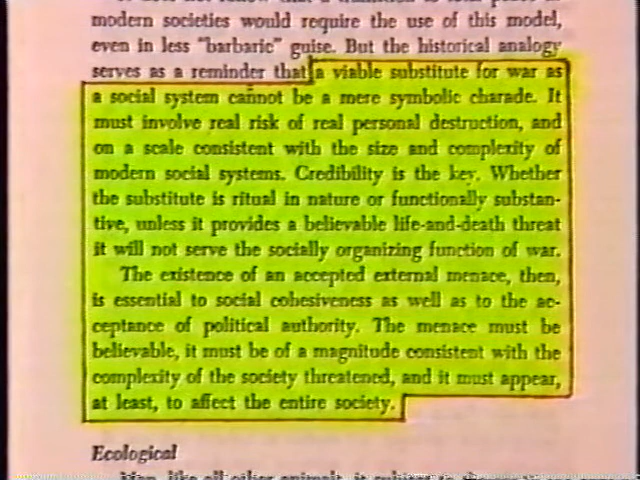 modern societies would require the use of this model,
even in less "barbaric" guise. But the historical analogy
serves as a reminder that a viable substitute for war as
a social system cannot be a mere symbolic charade. It
must involve real risk of real personal destruction, and
on a scale consistent with the size and complexity of
modern social systems. Credibility is the key. Whether
the substitute is ritual in nature or functionally substan-
tive, unless it provides a believable life-and-death threat
it will not serve the socially organizing function of war.
The existence of an accepted external menace, then,
is essential to social cohesiveness as well as to the ac-
ceptance of political authority. The menace must be
believable, it must be of a magnitude consistent with the
complexity of the society threatened, and it must appear,
at least, to affect the entire society.
Ecological
like all other animals, it